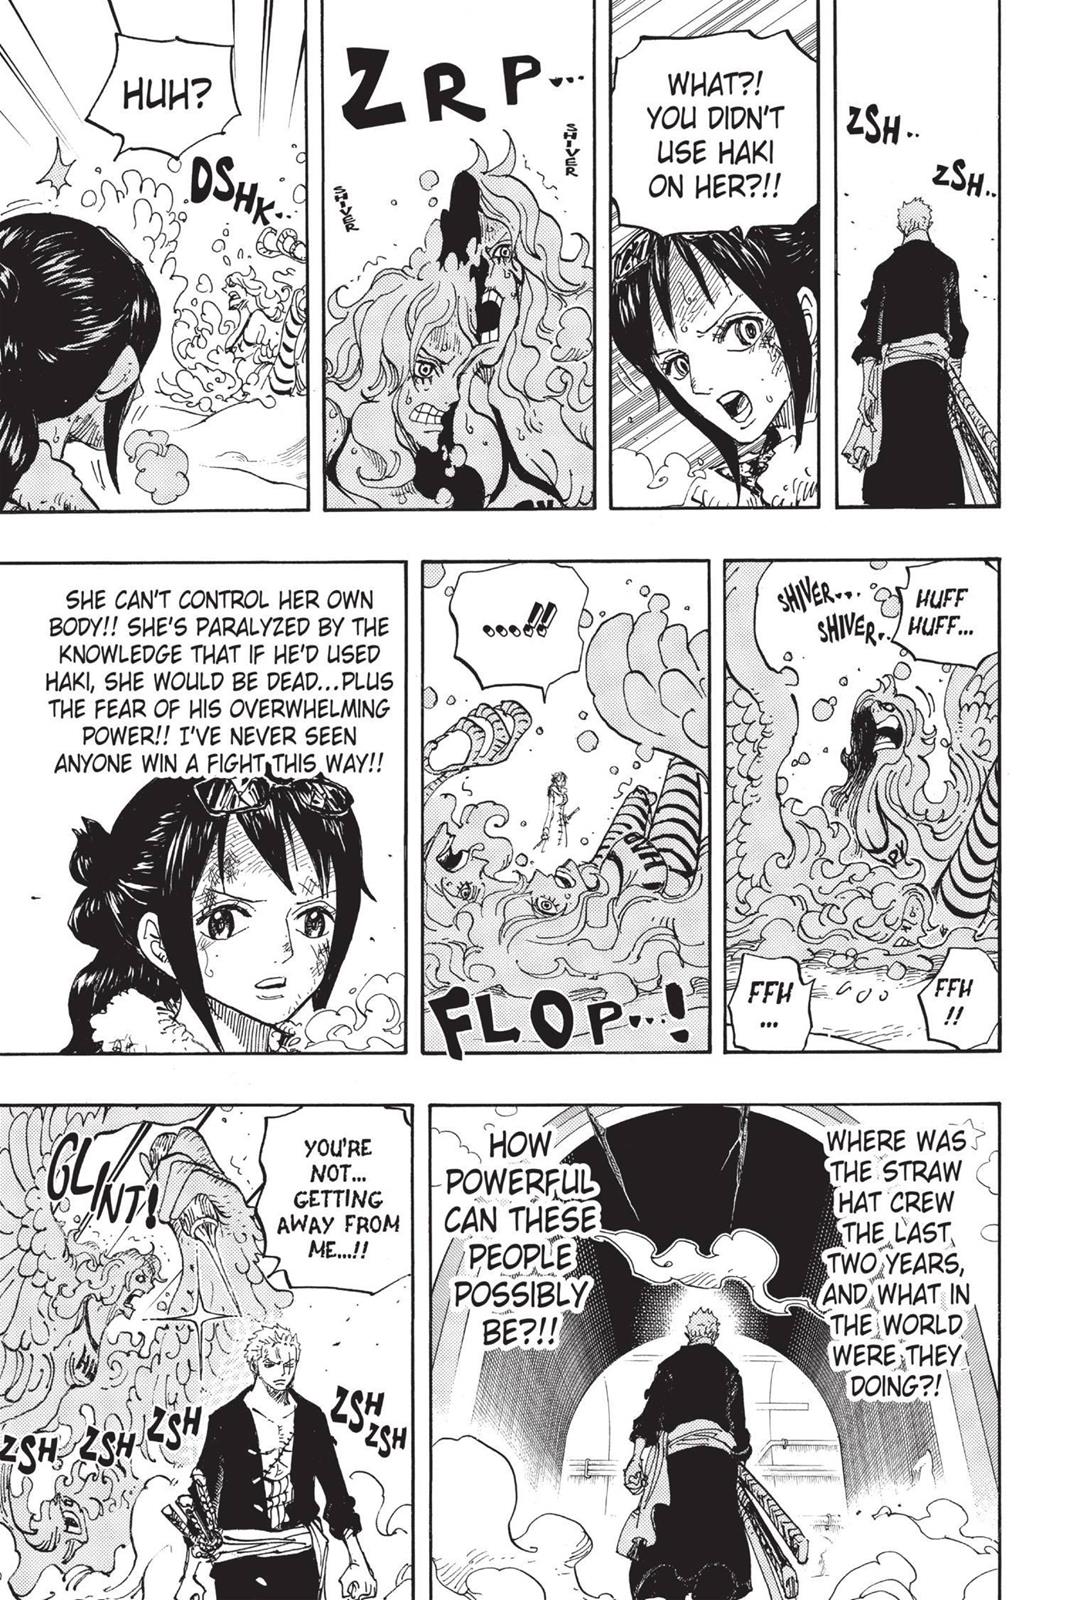 ZSH..
ZSH..
WHAT?!
YOU DIDN'T
USE HAKI
ON HER?!!
ZRP...
SHIVER
SHIVER
HUH?
DSHK..
HUFF
HUFF...
SHIVER...
SHIVER..
FFH
!!
FFH
...
.....!!
FLOP...!
SHE CAN'T CONTROL HER OWN
BODY!! SHE'S PARALYZED BY THE
KNOWLEDGE THAT IF HE'D USED
HAKI, SHE WOULD BE DEAD...PLUS
THE FEAR OF HIS OVERWHELMING
POWER!! I'VE NEVER SEEN
ANYONE WIN A FIGHT THIS WAY!!
WHERE WAS
THE STRAW
HAT CREW
THE LAST
TWO YEARS,
AND WHAT IN
THE WORLD
WERE THEY
DOING?!
HOW
POWERFUL
CAN THESE
PEOPLE
POSSIBLY
BE?!!
YOU'RE
NOT...
GETTING
AWAY FROM
ME...!!
GLINT!
ZSH
ZSH
ZSH
ZSH
ZSH